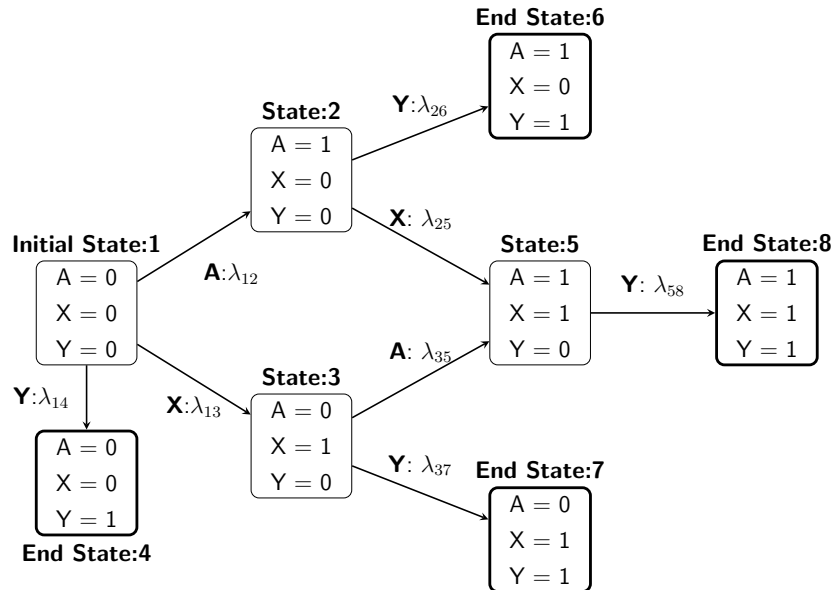 End State:6
A = 1
X = 0
Y = 1
Y:λ26
State:2
A = 1
X = 0
Y = 0
X: λ25
Initial State:1
A = 0
X = 0
Y = 0
A:λ12
State:5
A = 1
X = 1
Y = 0
Y: λ58
End State:8
A = 1
X = 1
Y = 1
A: λ35
State:3
A = 0
X = 1
Y = 0
Y:λ14
X:λ13
End State:4
A = 0
X = 0
Y = 1
Y: λ37
End State:7
A = 0
X = 1
Y = 1